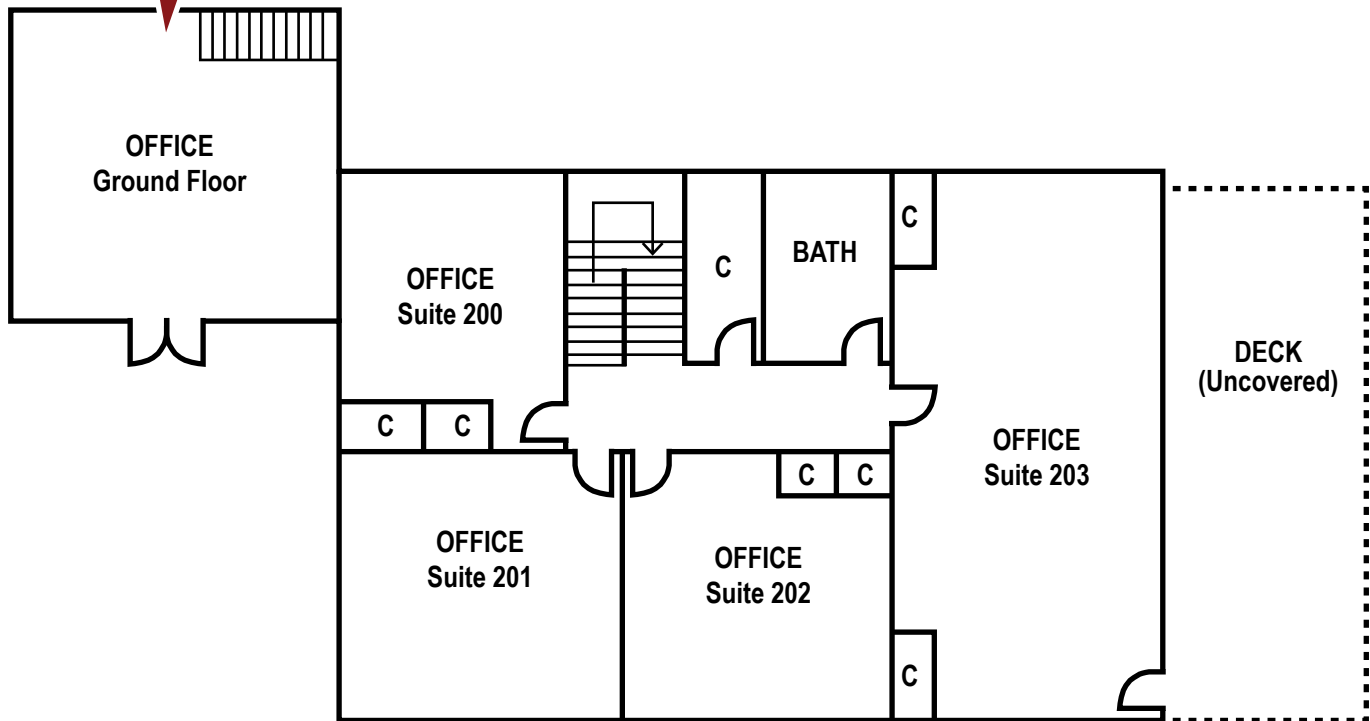 OFFICE
Ground Floor
OFFICE
Suite 200
C
BATH
C
DECK
(Uncovered)
C
C
OFFICE
Suite 203
C
C
OFFICE
Suite 201
OFFICE
Suite 202
C